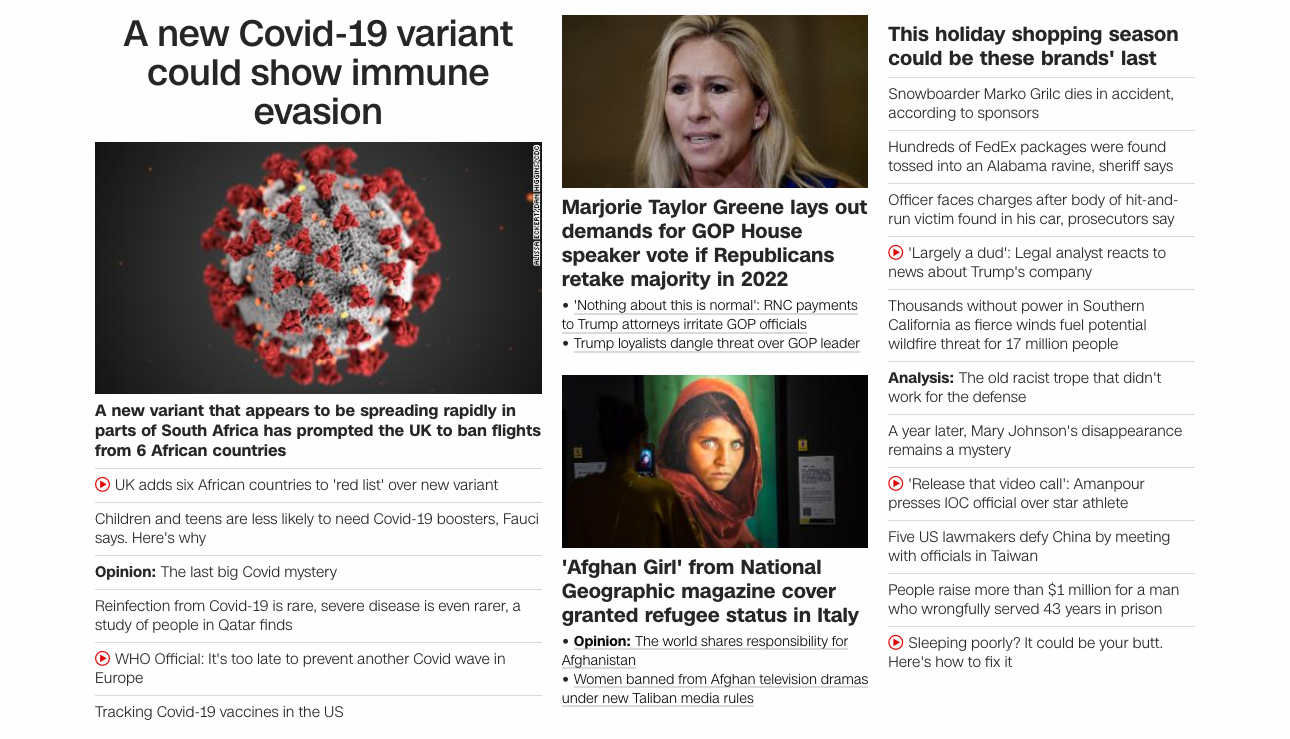 A new Covid-19 variant
could show immune
evasion
ALISSA ECKERT/DAN HIGGINS/CDC
A new variant that appears to be spreading rapidly in
parts of South Africa has prompted the UK to ban flights
from 6 African countries
UK adds six African countries to 'red list' over new variant
Children and teens are less likely to need Covid-19 boosters, Fauci
says. Here's why
Opinion: The last big Covid mystery
Reinfection from Covid-19 is rare, severe disease is even rarer, a
study of people in Qatar finds
WHO Official: It's too late to prevent another Covid wave in
Europe
Tracking Covid-19 vaccines in the US
Marjorie Taylor Greene lays out
demands for GOP House
speaker vote if Republicans
retake majority in 2022
• 'Nothing about this is normal': RNC payments
to Trump attorneys irritate GOP officials
• Trump loyalists dangle threat over GOP leader
'Afghan Girl' from National
Geographic magazine cover
granted refugee status in Italy
• Opinion: The world shares responsibility for
Afghanistan
• Women banned from Afghan television dramas
under new Taliban media rules
This holiday shopping season
could be these brands' last
Snowboarder Marko Grilc dies in accident,
according to sponsors
Hundreds of FedEx packages were found
tossed into an Alabama ravine, sheriff says
Officer faces charges after body of hit-and-
run victim found in his car, prosecutors say
'Largely a dud': Legal analyst reacts to
news about Trump's company
Thousands without power in Southern
California as fierce winds fuel potential
wildfire threat for 17 million people
Analysis: The old racist trope that didn't
work for the defense
A year later, Mary Johnson's disappearance
remains a mystery
'Release that video call': Amanpour
presses IOC official over star athlete
Five US lawmakers defy China by meeting
with officials in Taiwan
People raise more than $1 million for a man
who wrongfully served 43 years in prison
Sleeping poorly? It could be your butt.
Here's how to fix it